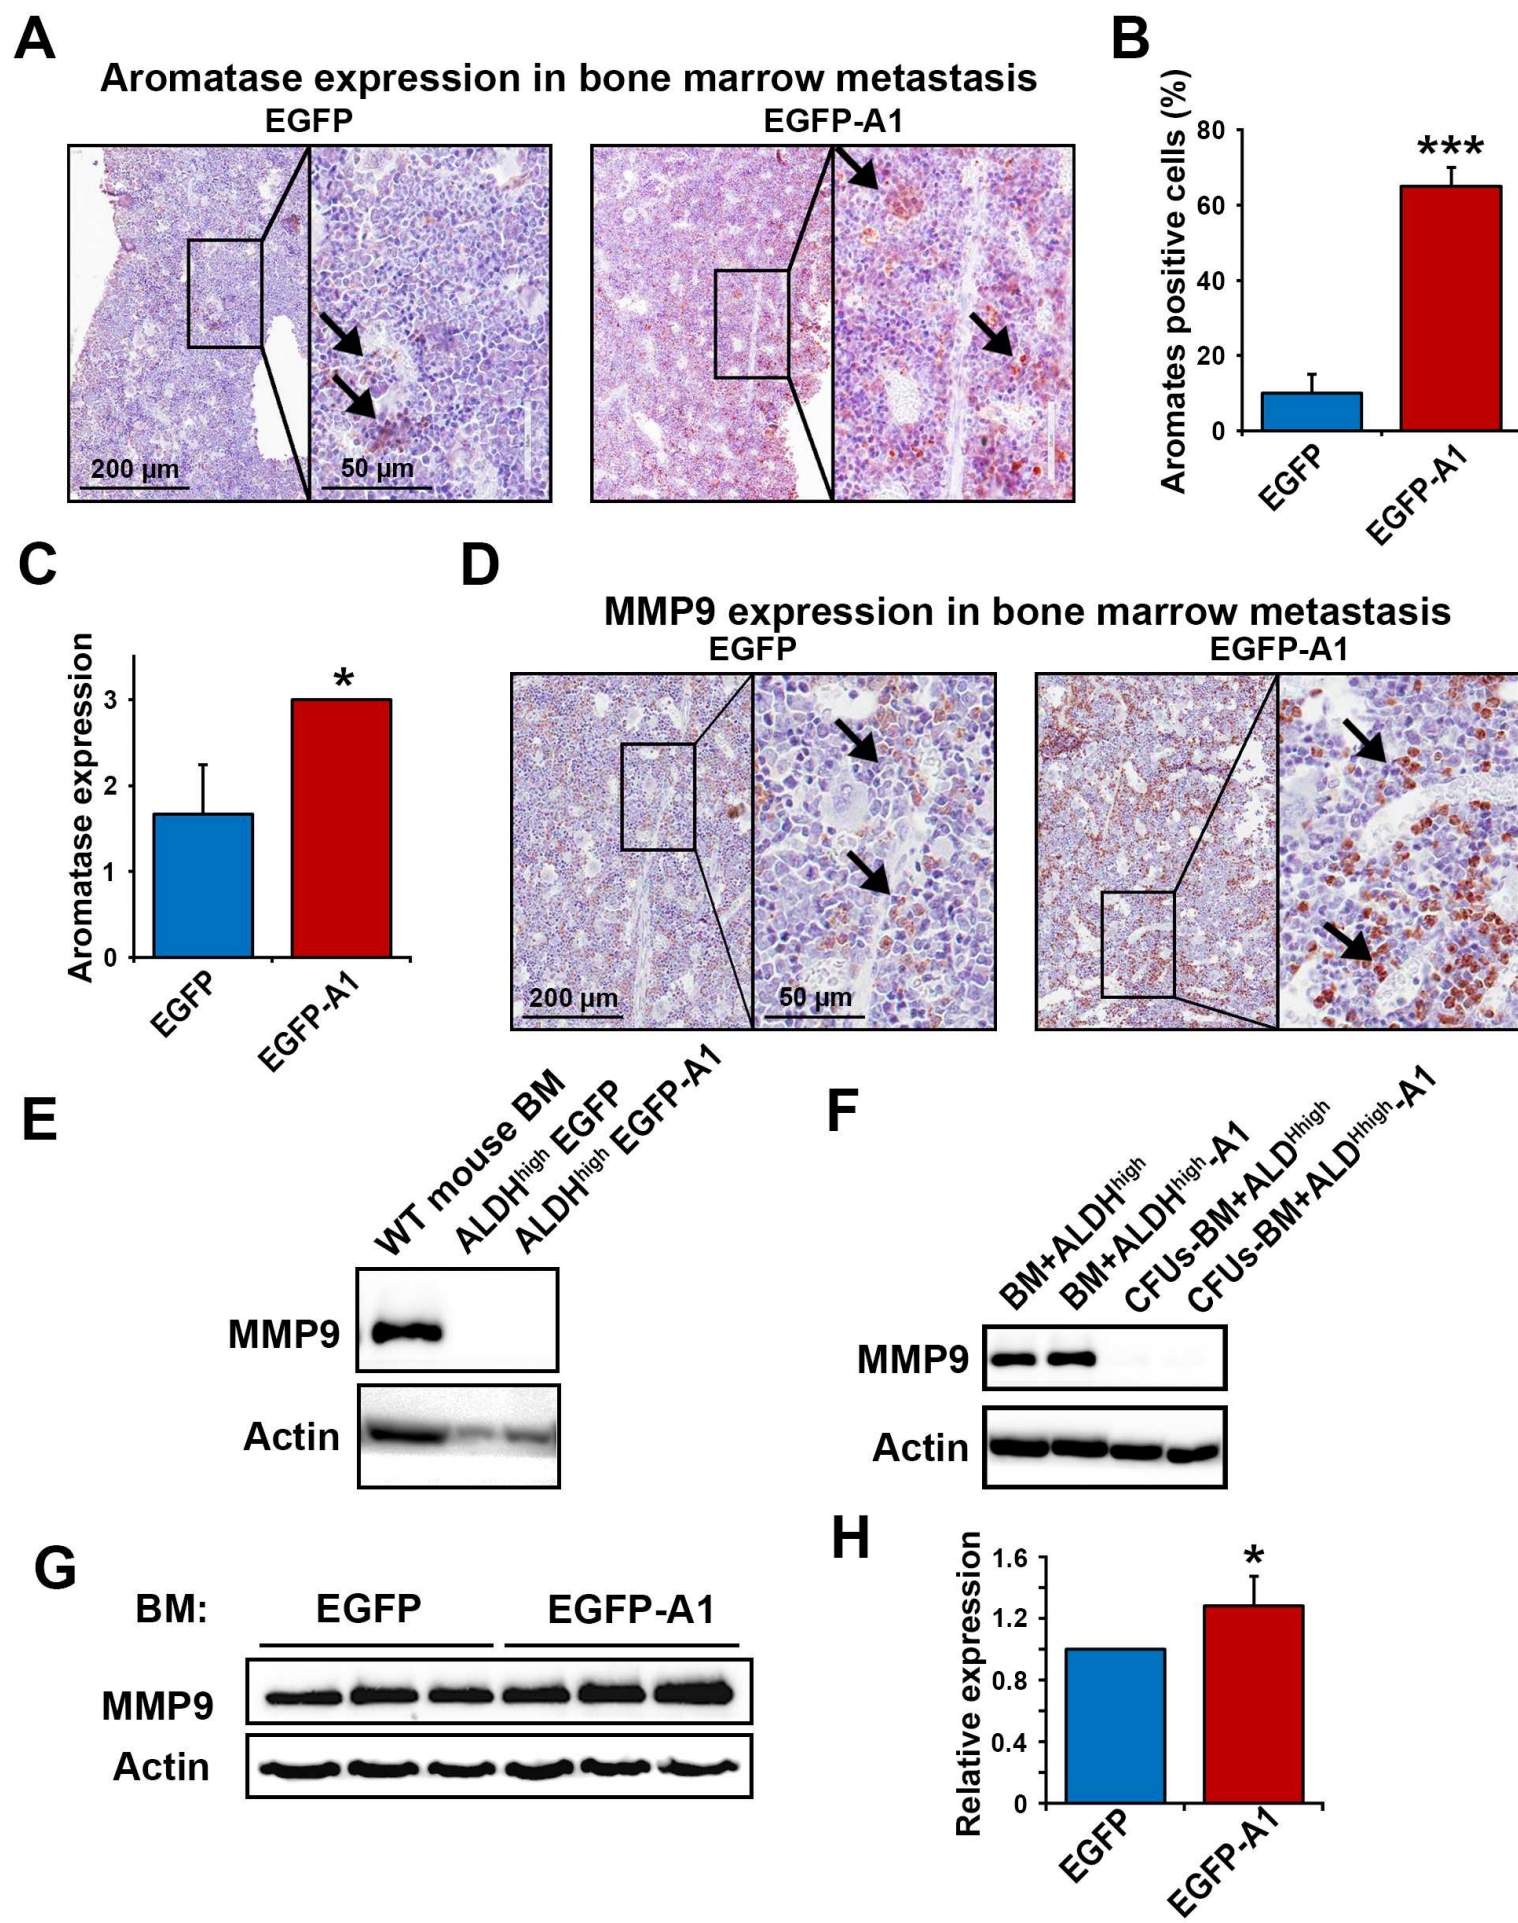 A
Aromatase expression in bone marrow metastasis
EGFP
EGFP-A1
200 µm
50 µm
B
Aromates positive cells (%)
80
60
40
20
0
EGFP
EGFP-A1
***
C
Aromatase expression
3
2
1
0
EGFP
EGFP-A1
*
D
MMP9 expression in bone marrow metastasis
EGFP
EGFP-A1
200 µm
50 µm
E
WT mouse BM
ALDHhigh EGFP
ALDHhigh EGFP-A1
MMP9
Actin
F
BM+ALDHhigh
BM+ALDHhigh-A1
CFUs-BM+ALDHhigh
CFUs-BM+ALDHhigh-A1
MMP9
Actin
G
BM:
EGFP
EGFP-A1
MMP9
Actin
H
Relative expression
1.6
1.2
0.8
0.4
0
EGFP
EGFP-A1
*